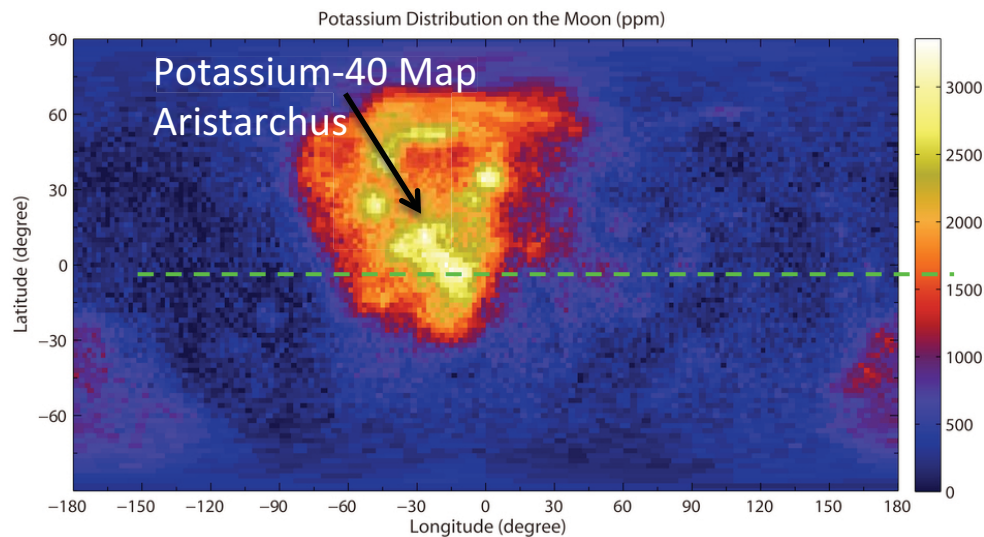 Potassium Distribution on the Moon (ppm)
Potassium-40 Map
Aristarchus
90
60
30
0
−30
−60
Latitude (degree)
−180 −150 −120 −90 −60 −30 0 30 60 90 120 150 180
Longitude (degree)
3000
2500
2000
1500
1000
500
0